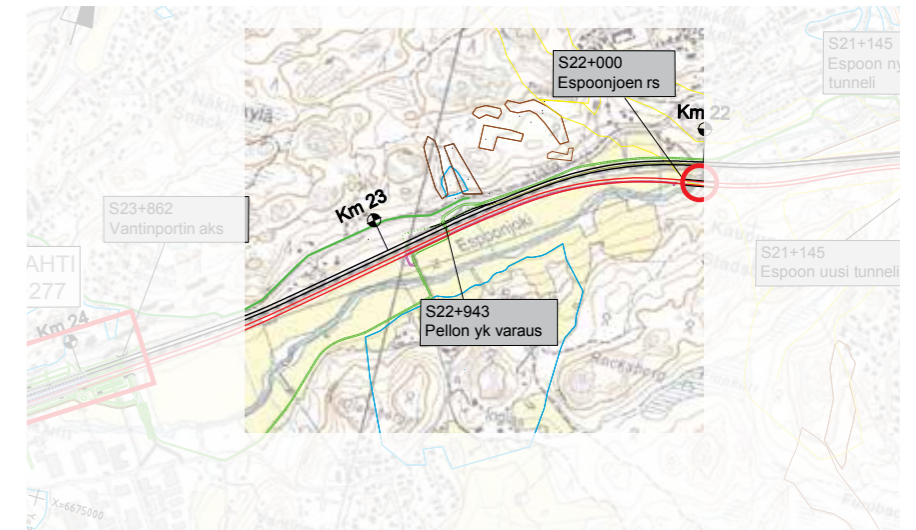 S22+000
Espoonjoen rs
S21+145
Espoon ny
tunneli
Km 22
Km 23
S23+862
Vantinportin aks
Espoonjoki
AHTI
277
S21+145
Espoon uusi tunneli
S22+943
Pellon yk varaus
Km 24
X=6675000